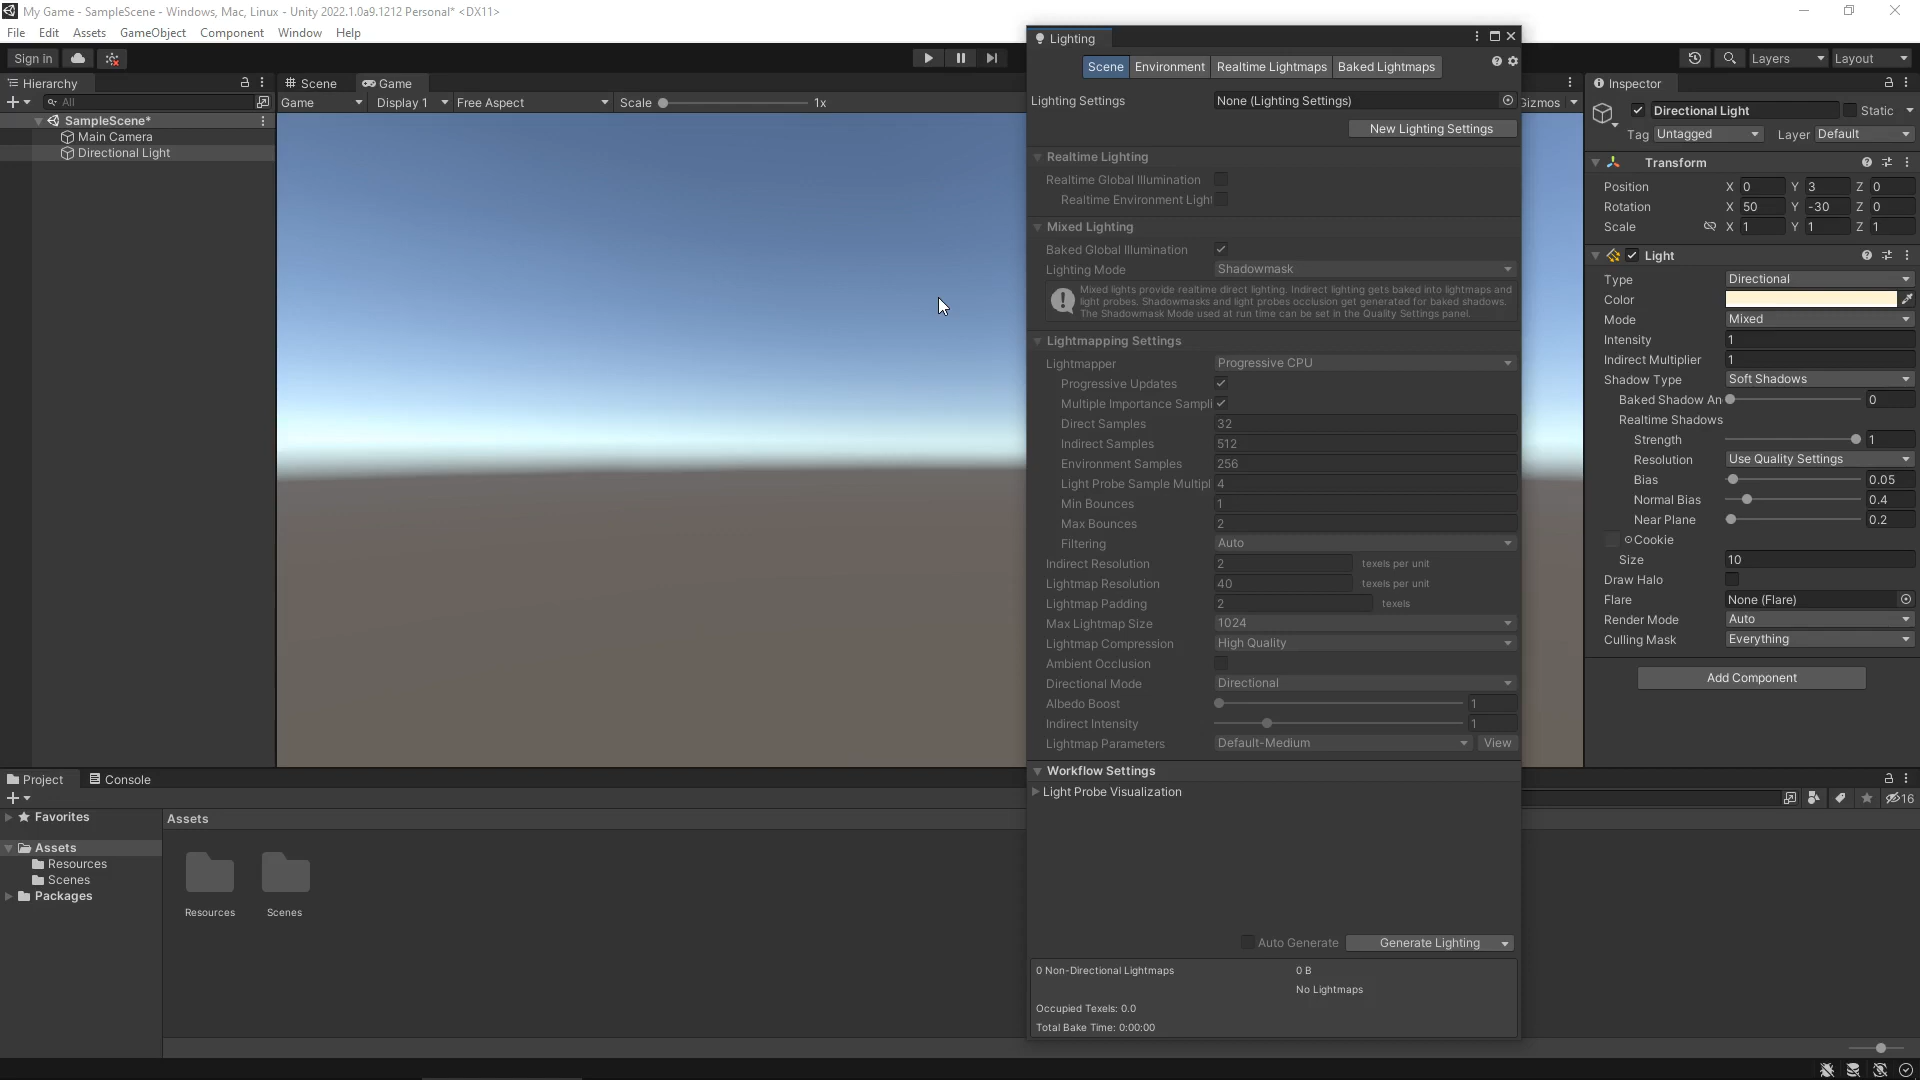 My Game - SampleScene - Windows, Mac, Linux - Unity 2022.1.0a9.1212 Personal* <DX11>
File Edit Assets GameObject Component Window Help
Sign in
Layers Layout
Hierarchy
All
SampleScene*
Main Camera
Directional Light
Scene Game
Game Display 1 Free Aspect Scale 1x
Gizmos
Lighting
Scene Environment Realtime Lightmaps Baked Lightmaps
Lighting Settings None (Lighting Settings)
New Lighting Settings
Realtime Lighting
Realtime Global Illumination
Realtime Environment Light
Mixed Lighting
Baked Global Illumination
Lighting Mode Shadowmask
Mixed lights provide realtime direct lighting. Indirect lighting gets baked into lightmaps and
light probes. Shadowmasks and light probes occlusion get generated for baked shadows.
The Shadowmask Mode used at run time can be set in the Quality Settings panel.
Lightmapping Settings
Lightmapper Progressive CPU
Progressive Updates
Multiple Importance Sampli
Direct Samples 32
Indirect Samples 512
Environment Samples 256
Light Probe Sample Multipl 4
Min Bounces 1
Max Bounces 2
Filtering Auto
Indirect Resolution 2 texels per unit
Lightmap Resolution 40 texels per unit
Lightmap Padding 2 texels
Max Lightmap Size 1024
Lightmap Compression High Quality
Ambient Occlusion
Directional Mode Directional
Albedo Boost 1
Indirect Intensity 1
Lightmap Parameters Default-Medium View
Workflow Settings
Light Probe Visualization
Auto Generate Generate Lighting
0 Non-Directional Lightmaps 0 B
No Lightmaps
Occupied Texels: 0.0
Total Bake Time: 0:00:00
Inspector
Directional Light Static
Tag Untagged Layer Default
Transform
Position X 0 Y 3 Z 0
Rotation X 50 Y -30 Z 0
Scale X 1 Y 1 Z 1
Light
Type Directional
Color
Mode Mixed
Intensity 1
Indirect Multiplier 1
Shadow Type Soft Shadows
Baked Shadow An 0
Realtime Shadows
Strength 1
Resolution Use Quality Settings
Bias 0.05
Normal Bias 0.4
Near Plane 0.2
Cookie
Size 10
Draw Halo
Flare None (Flare)
Render Mode Auto
Culling Mask Everything
Add Component
Project Console
16
Favorites
Assets
Resources
Scenes
Packages
Assets
Resources Scenes